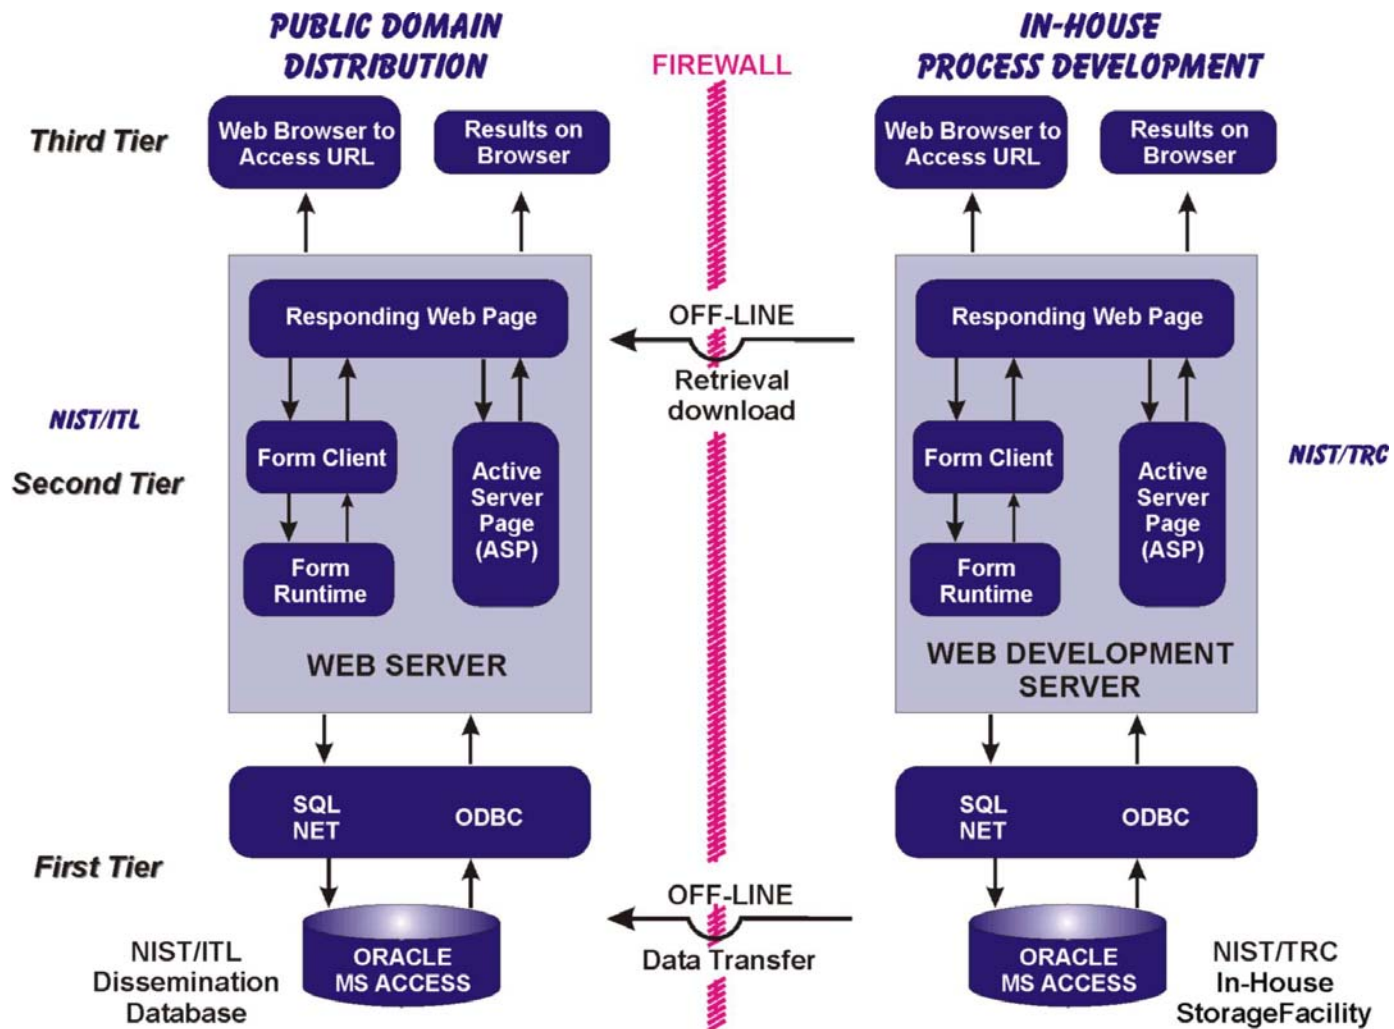 PUBLIC DOMAIN
DISTRIBUTION
FIREWALL
IN-HOUSE
PROCESS DEVELOPMENT
Third Tier
Web Browser to
Access URL
Results on
Browser
Web Browser to
Access URL
Results on
Browser
Responding Web Page
OFF-LINE
Retrieval
download
Responding Web Page
NIST/ITL
Second Tier
Form Client
Active
Server
Page
(ASP)
Form
Runtime
WEB SERVER
Form Client
Active
Server
Page
(ASP)
Form
Runtime
WEB DEVELOPMENT
SERVER
NIST/TRC
First Tier
SQL
NET
ODBC
SQL
NET
ODBC
OFF-LINE
Data Transfer
NIST/ITL
Dissemination
Database
ORACLE
MS ACCESS
ORACLE
MS ACCESS
NIST/TRC
In-House
StorageFacility